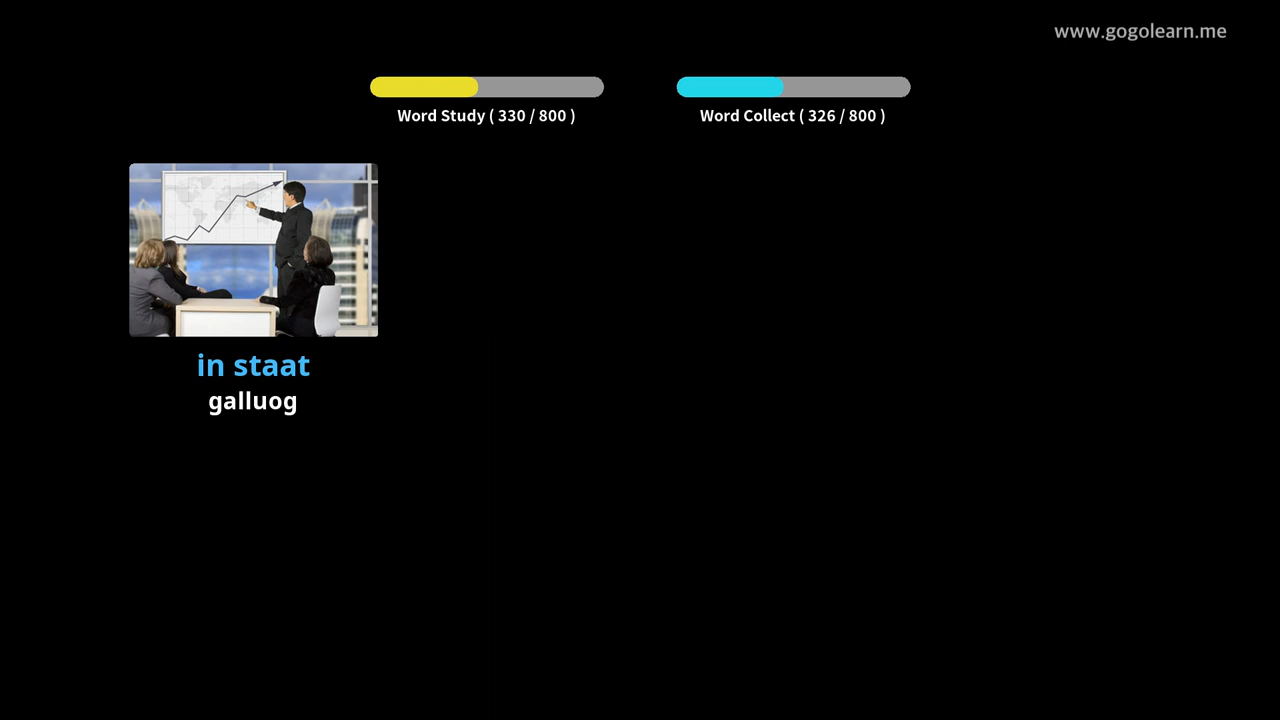 www.gogolearn.me
Word Study ( 330 / 800 )
Word Collect ( 326 / 800 )
in staat
galluog